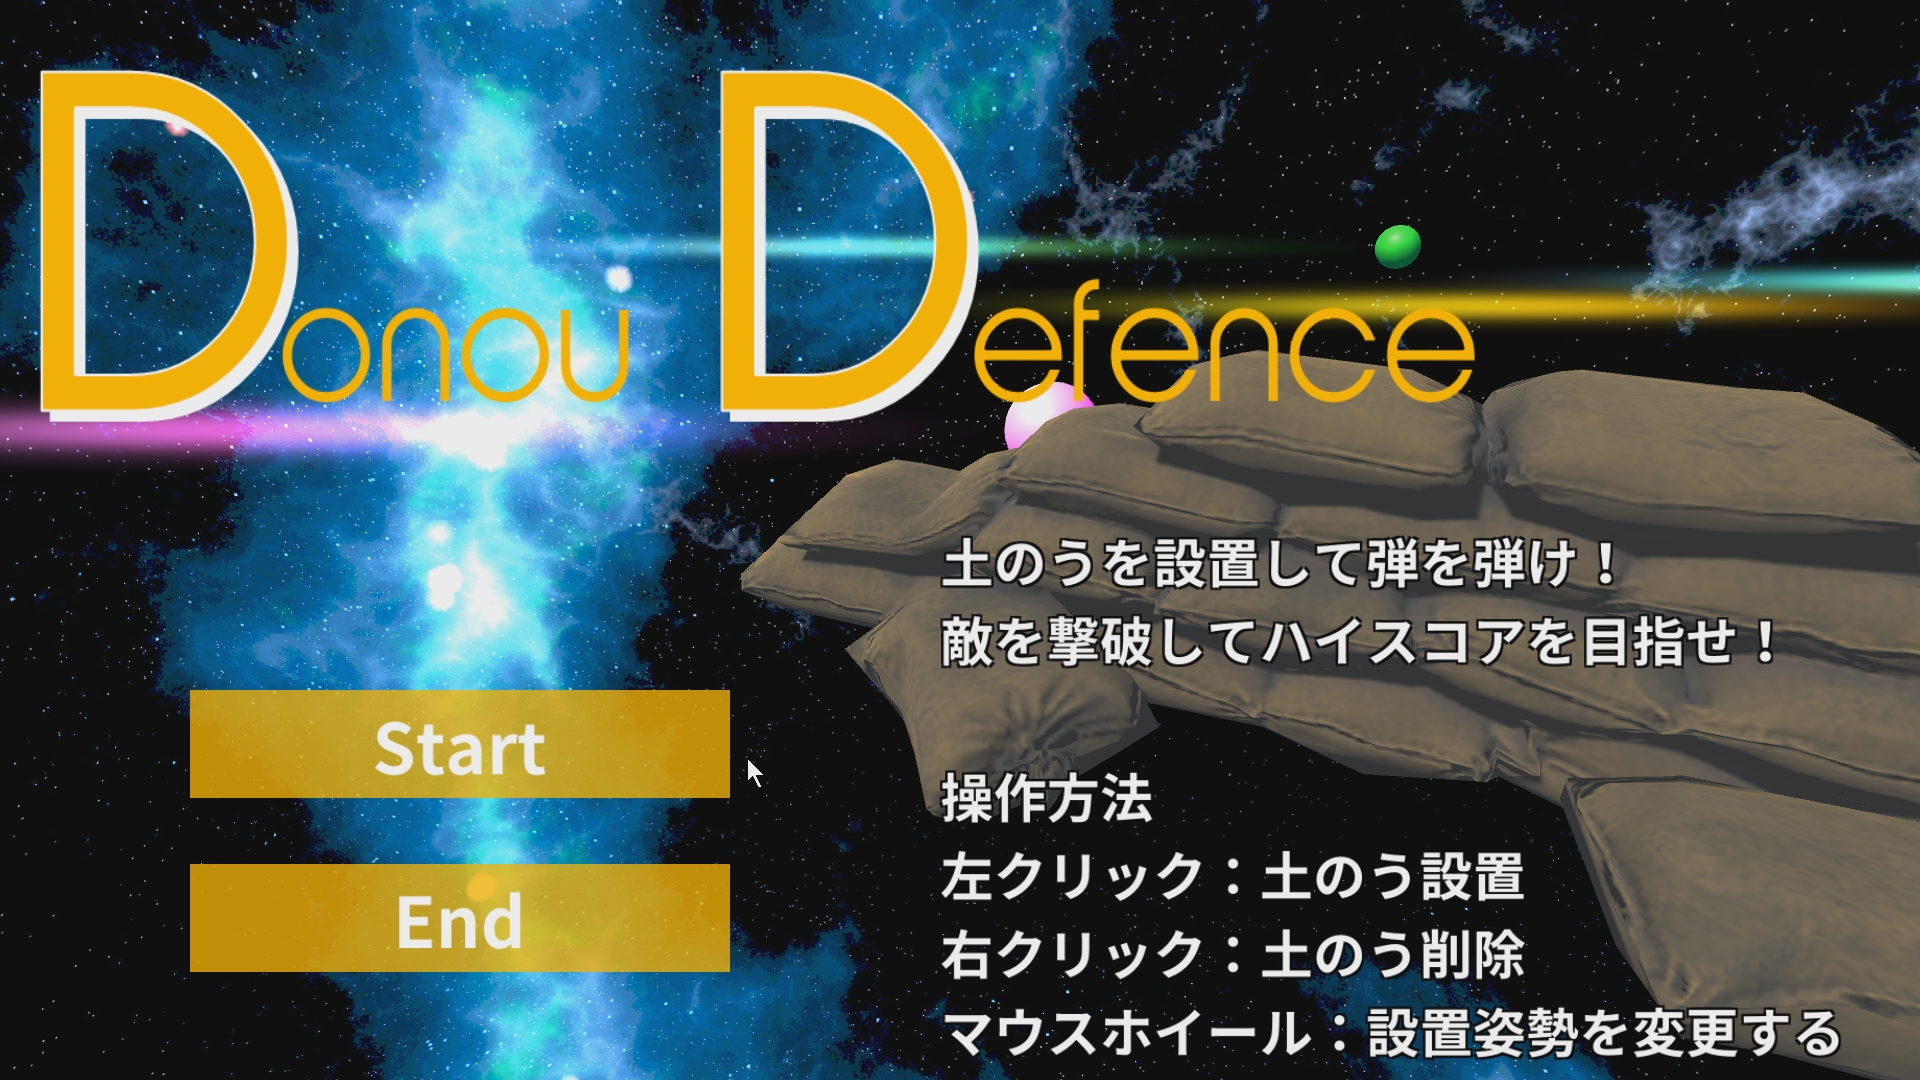 Donou Defence
土のうを設置して弾を弾け！
敵を撃破してハイスコアを目指せ！
Start
End
操作方法
左クリック：土のう設置
右クリック：土のう削除
マウスホイール：設置姿勢を変更する